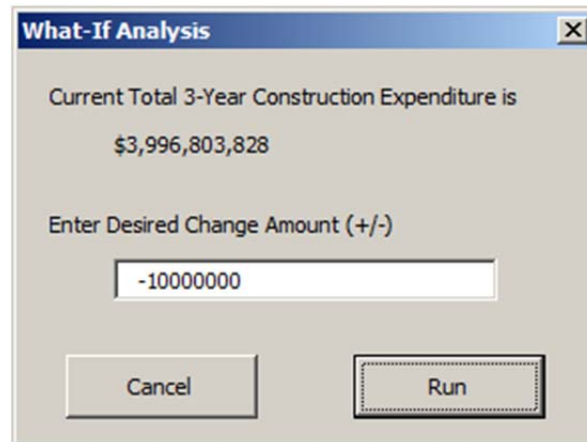 What-If Analysis
Current Total 3-Year Construction Expenditure is
$3,996,803,828
Enter Desired Change Amount (+/-)
-10000000
Cancel
Run